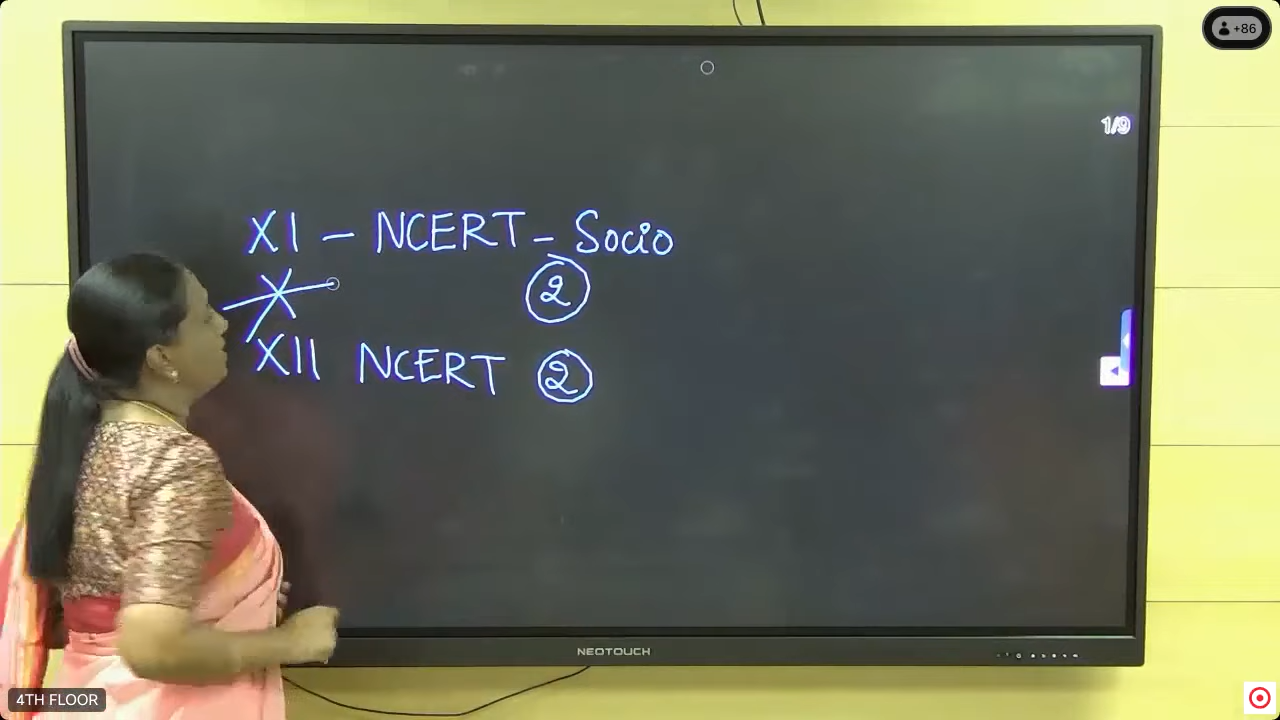 +86
1/9
XI – NCERT – Socio
2
XII NCERT 2
NEOTOUCH
4TH FLOOR